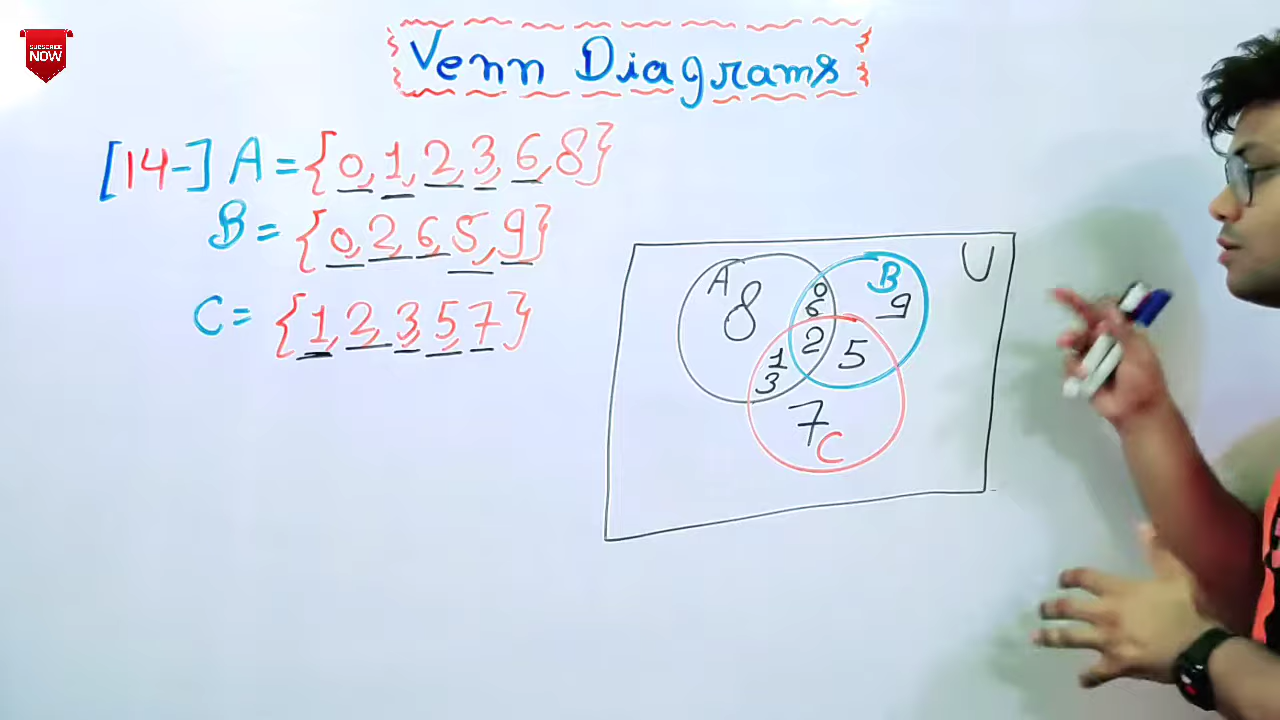 SUBSCRIBE
NOW
Venn Diagrams
[14-] A = {0, 1, 2, 3, 6, 8}
B = {0, 2, 6, 5, 9}
C = {1, 2, 3, 5, 7}
U
A
8
0
6
B
9
2
1
3
5
7
C